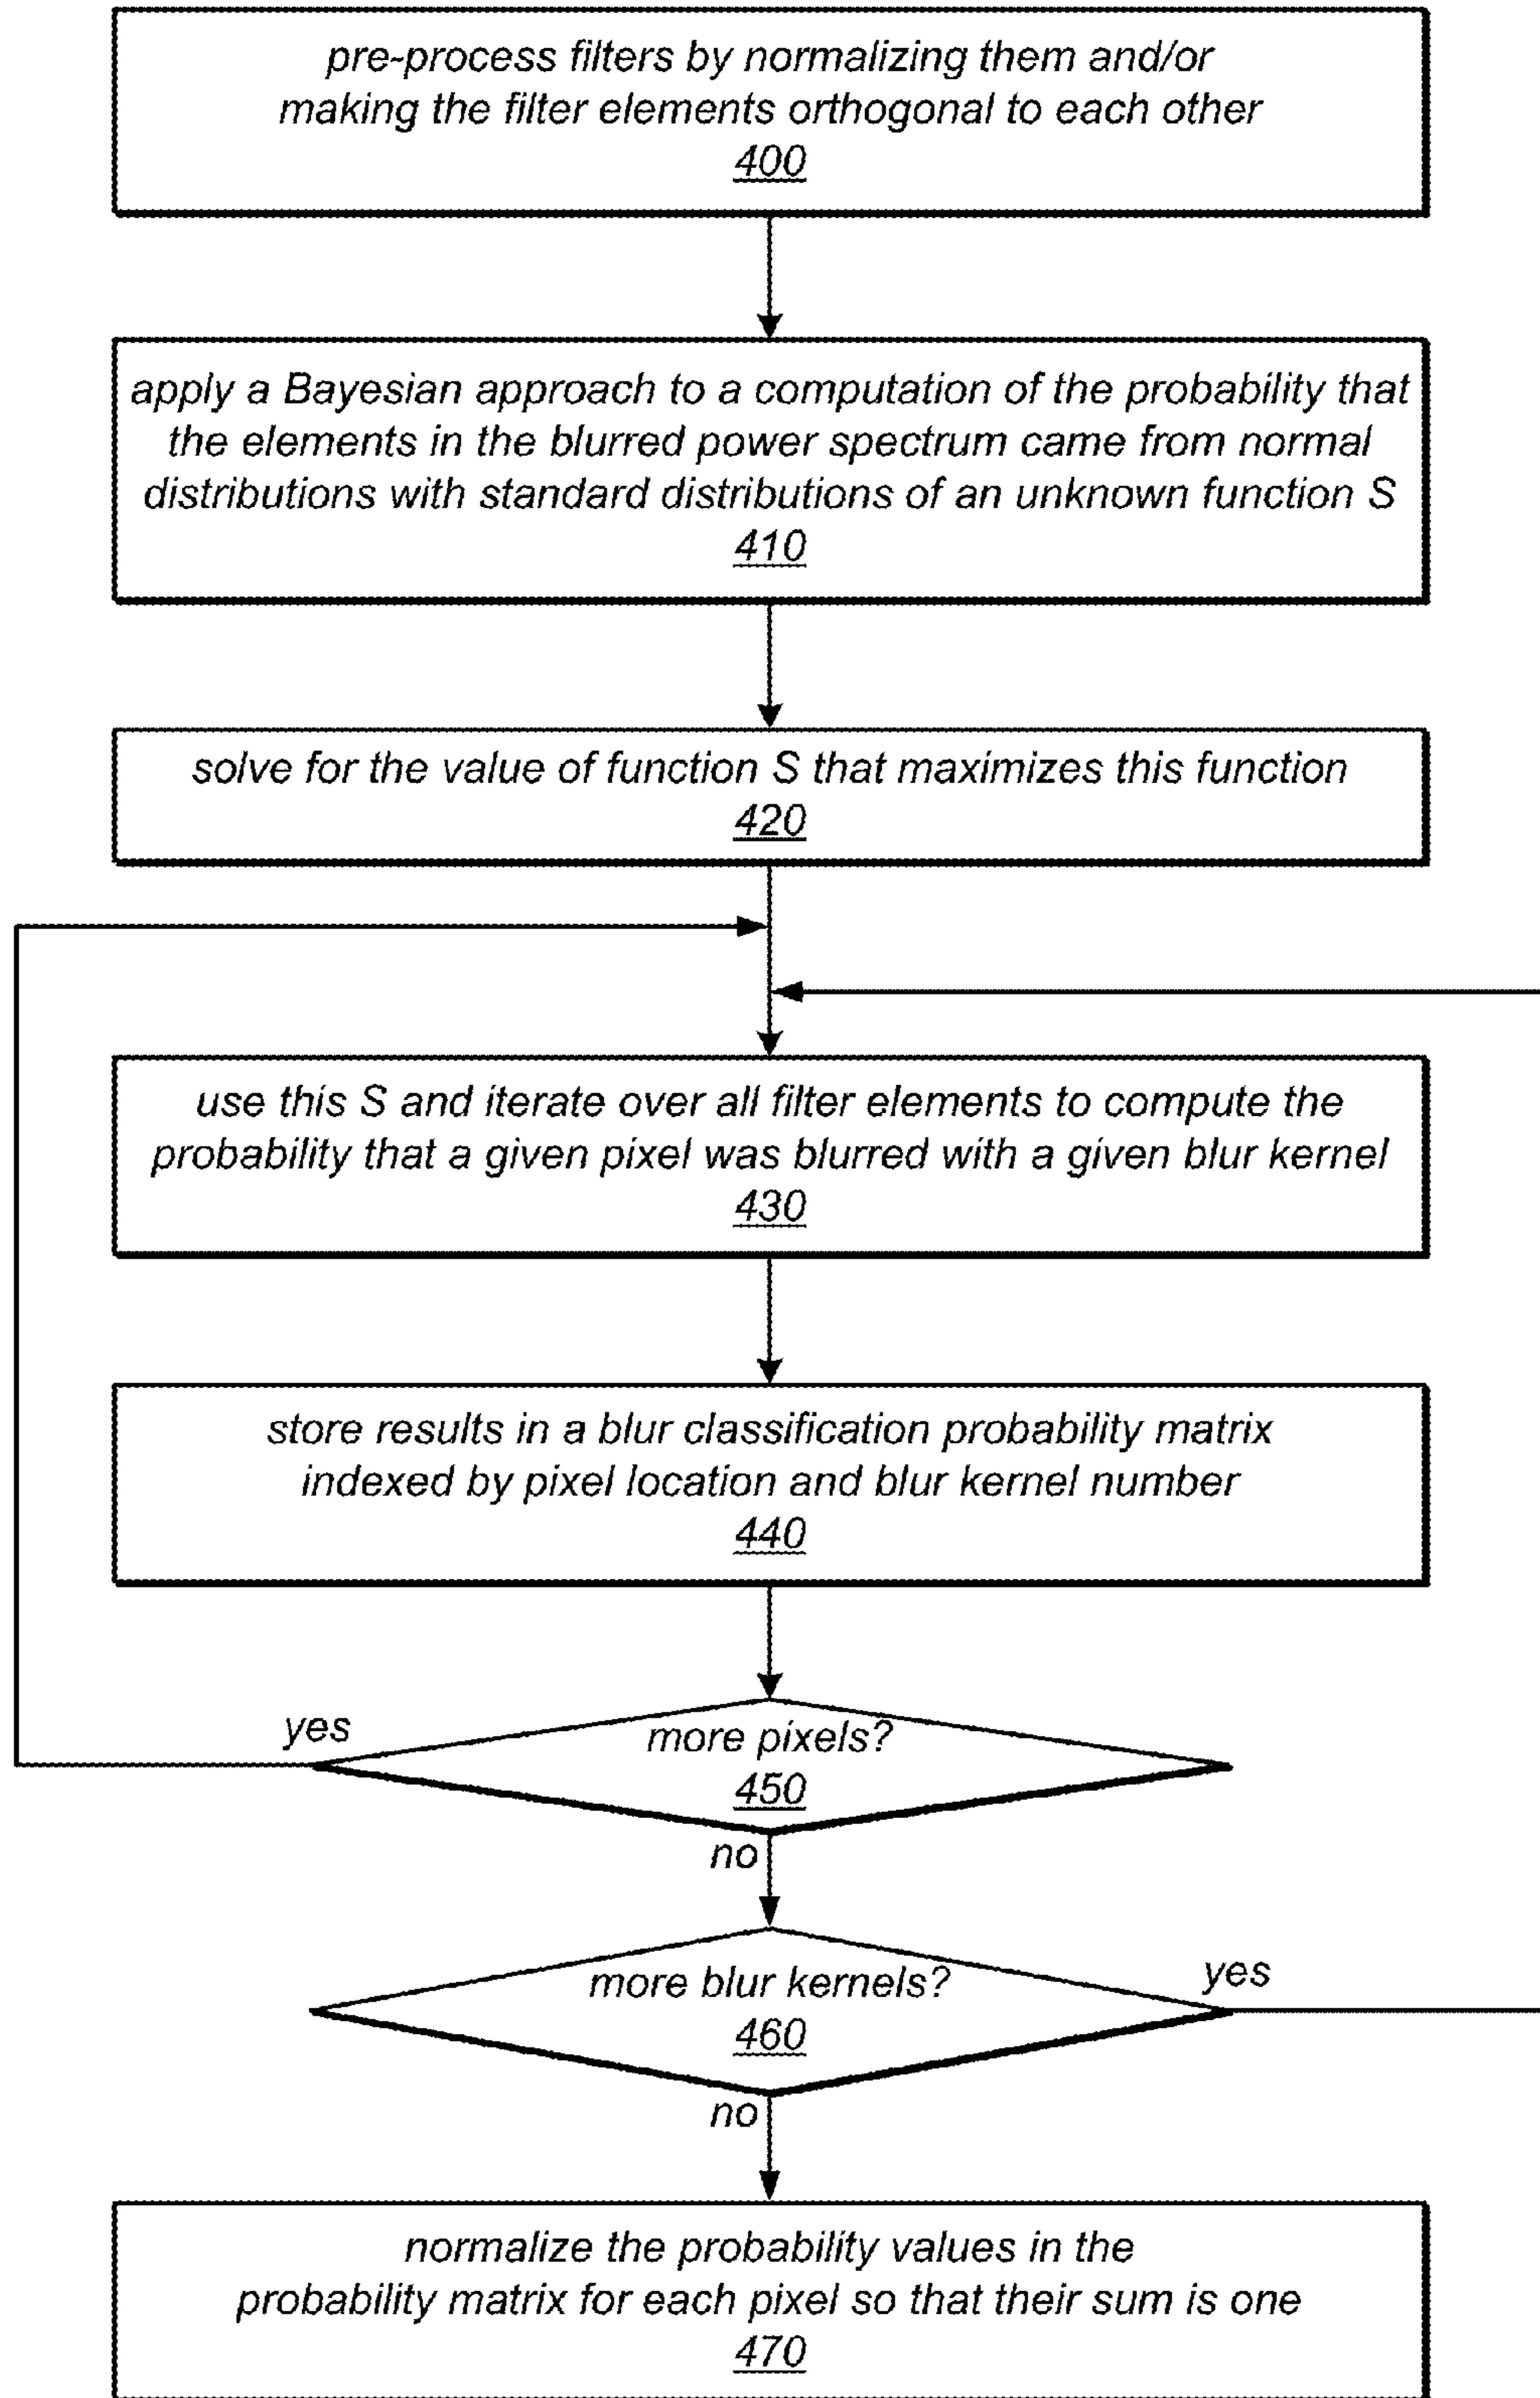 pre-process filters by normalizing them and/or
making the filter elements orthogonal to each other
400
apply a Bayesian approach to a computation of the probability that
the elements in the blurred power spectrum came from normal
distributions with standard distributions of an unknown function S
410
solve for the value of function S that maximizes this function
420
use this S and iterate over all filter elements to compute the
probability that a given pixel was blurred with a given blur kernel
430
store results in a blur classification probability matrix
indexed by pixel location and blur kernel number
440
yes
more pixels?
450
no
more blur kernels?
yes
460
no
normalize the probability values in the
probability matrix for each pixel so that their sum is one
470